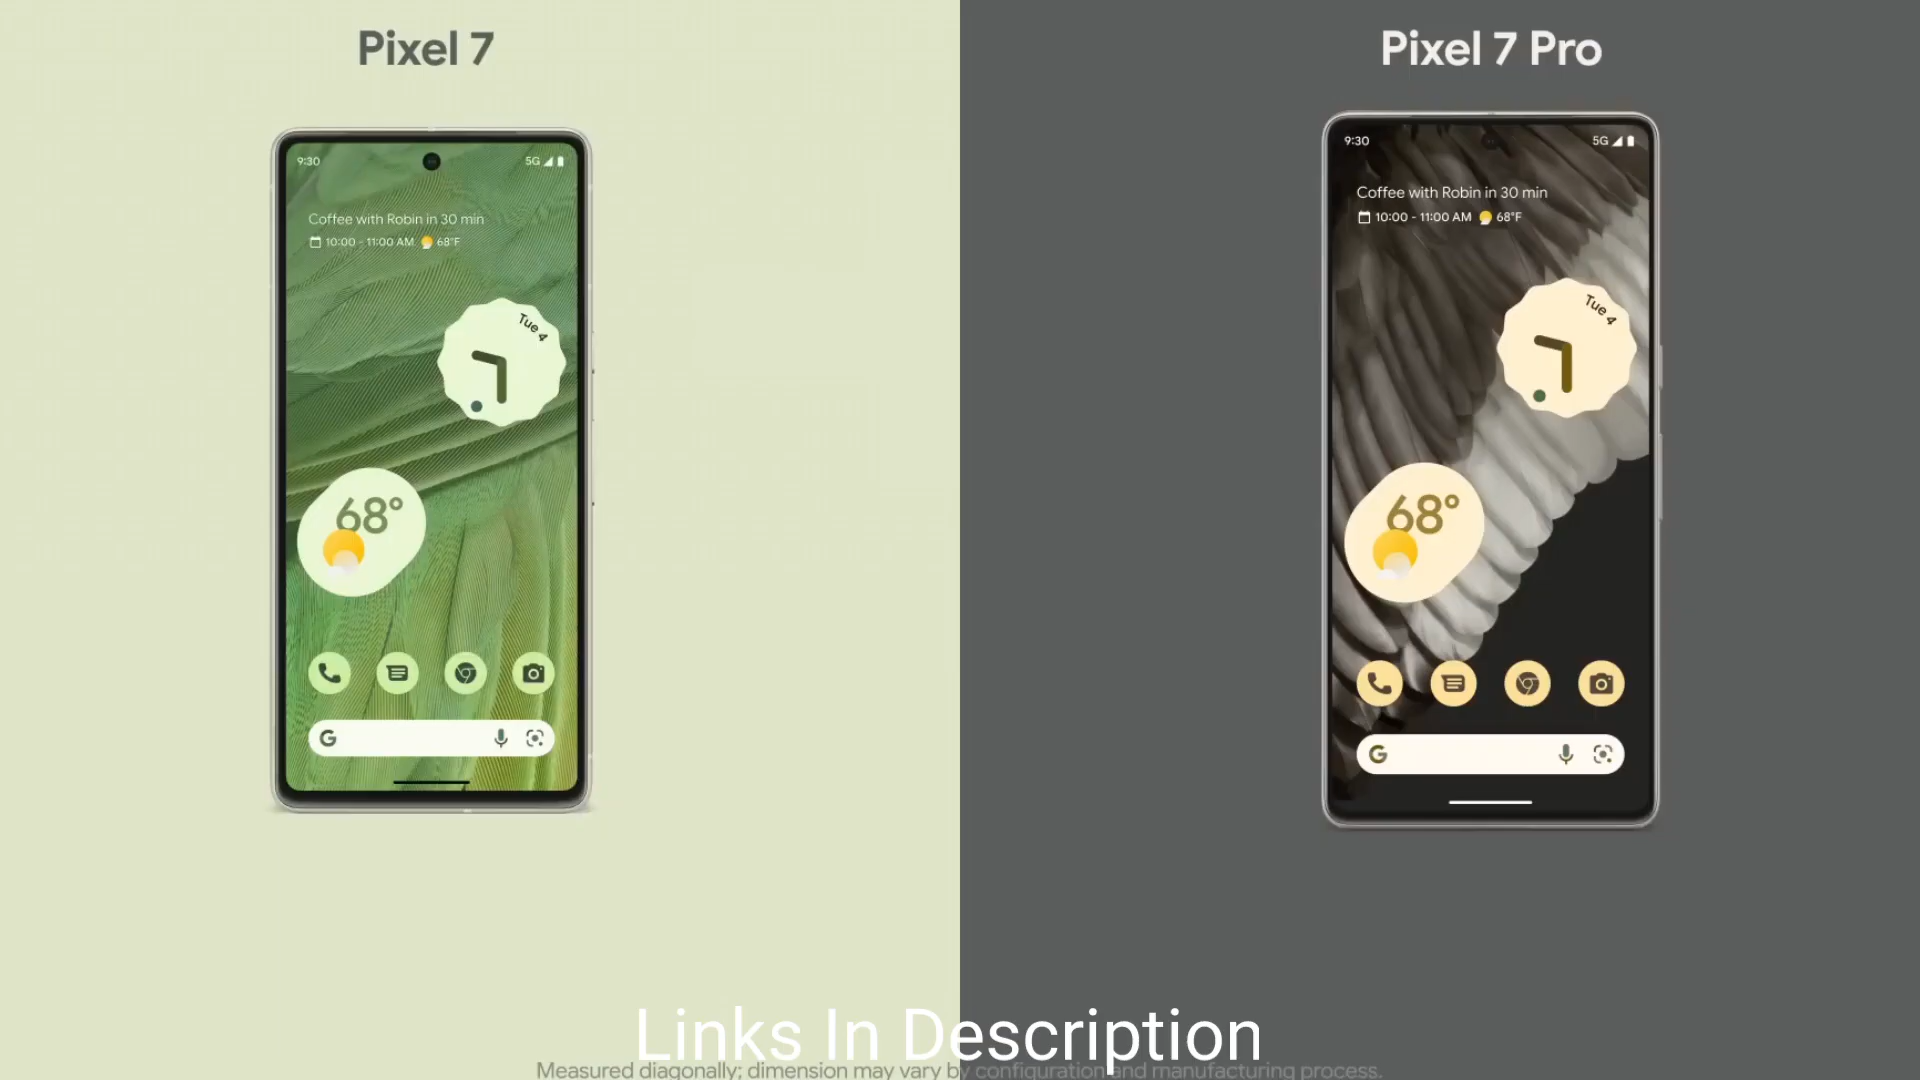 Pixel 7
9:30
5G
Coffee with Robin in 30 min
10:00 - 11:00 AM 68°F
Tue 4
68°
G
Pixel 7 Pro
9:30
5G
Coffee with Robin in 30 min
10:00 - 11:00 AM 68°F
Tue 4
68°
G
Links In Description
Measured diagonally; dimension may vary by configuration and manufacturing process.